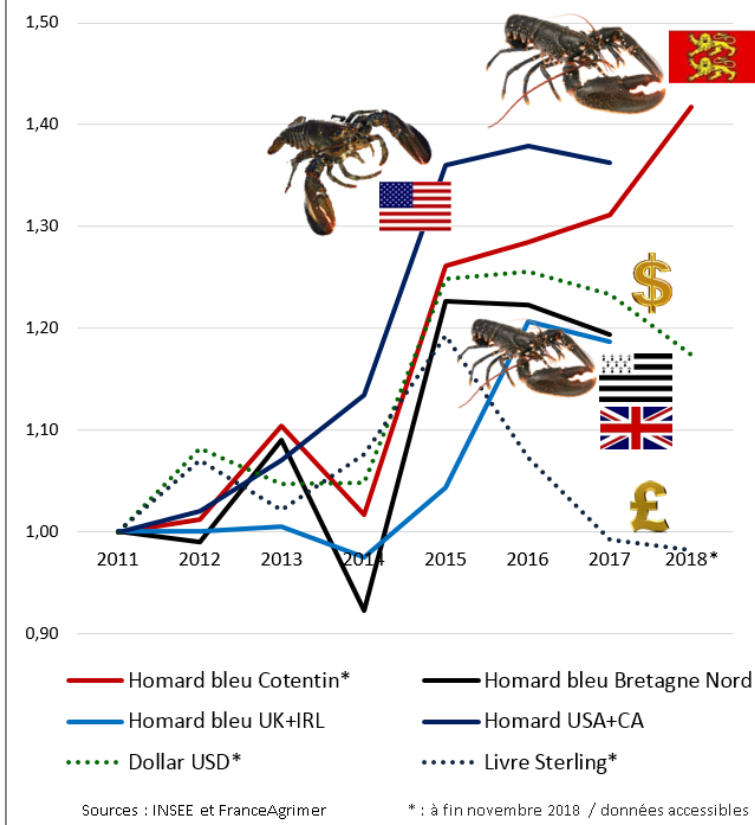 1,50
1,40
1,30
1,20
1,10
1,00
0,90
2011 2012 2013 2014 2015 2016 2017 2018*
$
£
Homard bleu Cotentin* Homard bleu Bretagne Nord
Homard bleu UK+IRL Homard USA+CA
Dollar USD* Livre Sterling*
Sources : INSEE et FranceAgrimer * : à fin novembre 2018 / données accessibles